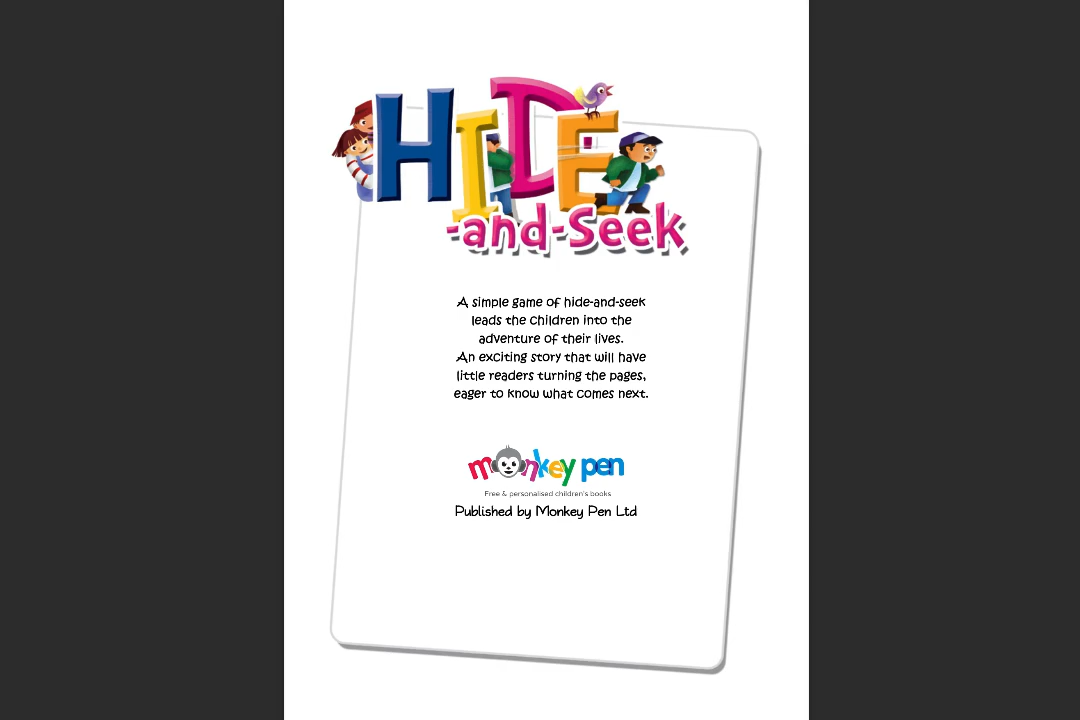 HIDE
-and-Seek
A simple game of hide-and-seek
leads the children into the
adventure of their lives.
An exciting story that will have
little readers turning the pages,
eager to know what comes next.
monkey pen
Free & personalised children's books
Published by Monkey Pen Ltd